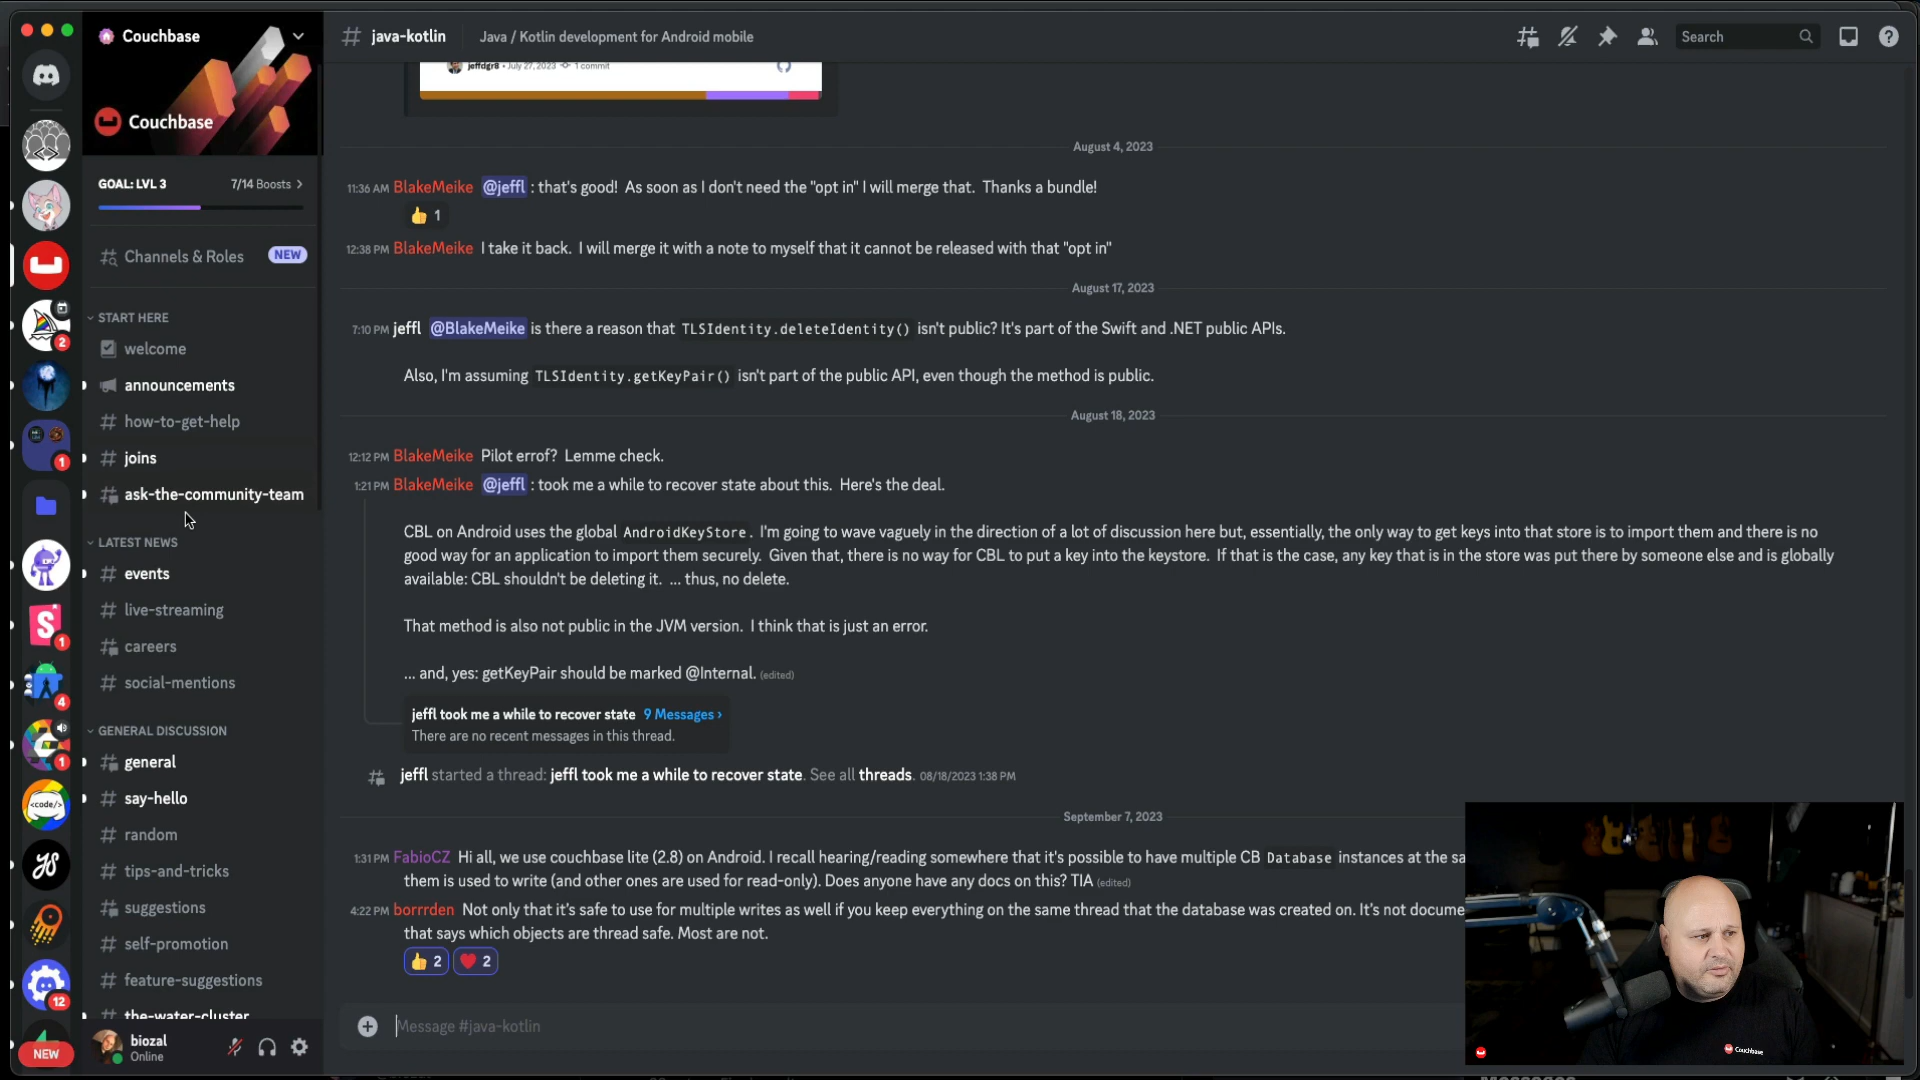 Couchbase
java-kotlin
Java / Kotlin development for Android mobile
Search
Couchbase
GOAL: LVL 3
7/14 Boosts
Channels & Roles
NEW
START HERE
welcome
announcements
how-to-get-help
joins
ask-the-community-team
LATEST NEWS
events
live-streaming
careers
social-mentions
GENERAL DISCUSSION
general
say-hello
random
tips-and-tricks
suggestions
self-promotion
feature-suggestions
the-water-cluster
biozal
Online
2
1
1
4
1
12
NEW
jeffdgr8 • July 27, 2023 1 commit
August 4, 2023
11:36 AM BlakeMeike @jeffl : that's good! As soon as I don't need the "opt in" I will merge that. Thanks a bundle!
1
12:38 PM BlakeMeike I take it back. I will merge it with a note to myself that it cannot be released with that "opt in"
August 17, 2023
7:10 PM jeffl @BlakeMeike is there a reason that TLSIdentity.deleteIdentity() isn't public? It's part of the Swift and .NET public APIs.
Also, I'm assuming TLSIdentity.getKeyPair() isn't part of the public API, even though the method is public.
August 18, 2023
12:12 PM BlakeMeike Pilot errof? Lemme check.
1:21 PM BlakeMeike @jeffl : took me a while to recover state about this. Here's the deal.
CBL on Android uses the global AndroidKeyStore. I'm going to wave vaguely in the direction of a lot of discussion here but, essentially, the only way to get keys into that store is to import them and there is no
good way for an application to import them securely. Given that, there is no way for CBL to put a key into the keystore. If that is the case, any key that is in the store was put there by someone else and is globally
available: CBL shouldn't be deleting it. ... thus, no delete.
That method is also not public in the JVM version. I think that is just an error.
... and, yes: getKeyPair should be marked @Internal. (edited)
jeffl took me a while to recover state 9 Messages ›
There are no recent messages in this thread.
jeffl started a thread: jeffl took me a while to recover state. See all threads. 08/18/2023 1:38 PM
September 7, 2023
1:31 PM FabioCZ Hi all, we use couchbase lite (2.8) on Android. I recall hearing/reading somewhere that it's possible to have multiple CB Database instances at the sa
them is used to write (and other ones are used for read-only). Does anyone have any docs on this? TIA (edited)
4:22 PM borrrden Not only that it's safe to use for multiple writes as well if you keep everything on the same thread that the database was created on. It's not docume
that says which objects are thread safe. Most are not.
2
2
Message #java-kotlin
Couchbase